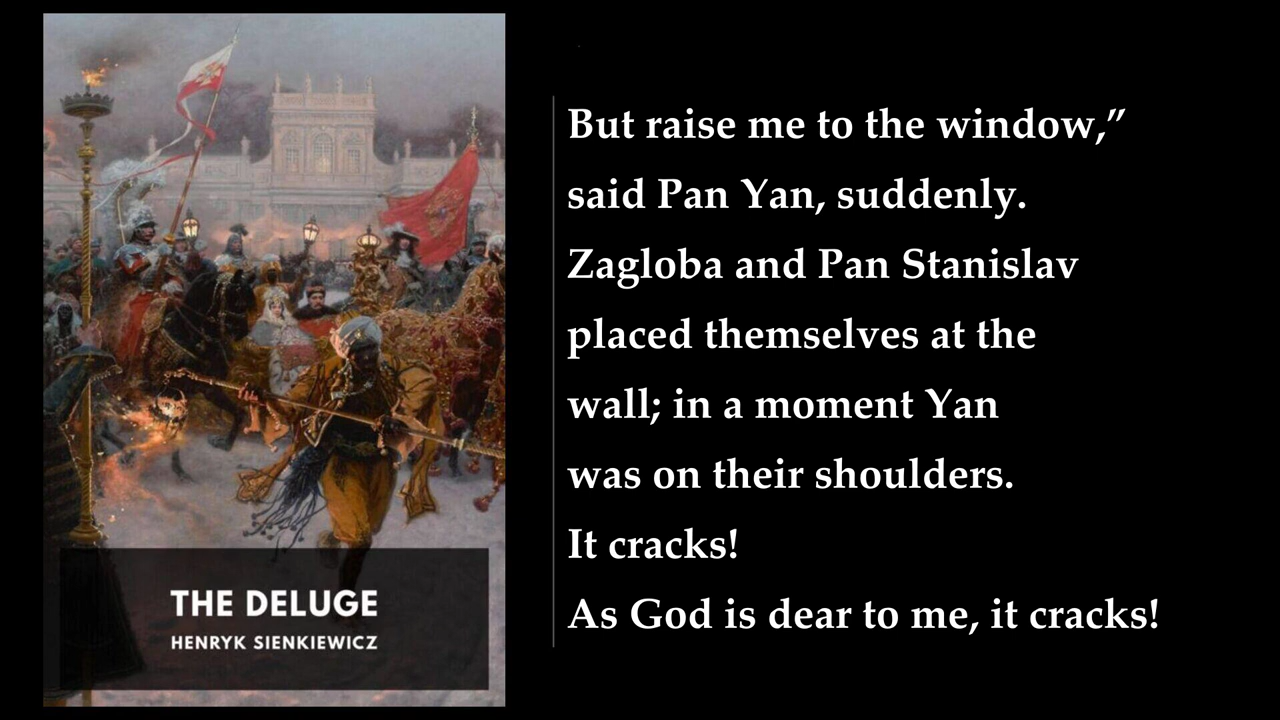 THE DELUGE
HENRYK SIENKIEWICZ
But raise me to the window,”
said Pan Yan, suddenly.
Zagloba and Pan Stanislav
placed themselves at the
wall; in a moment Yan
was on their shoulders.
It cracks!
As God is dear to me, it cracks!